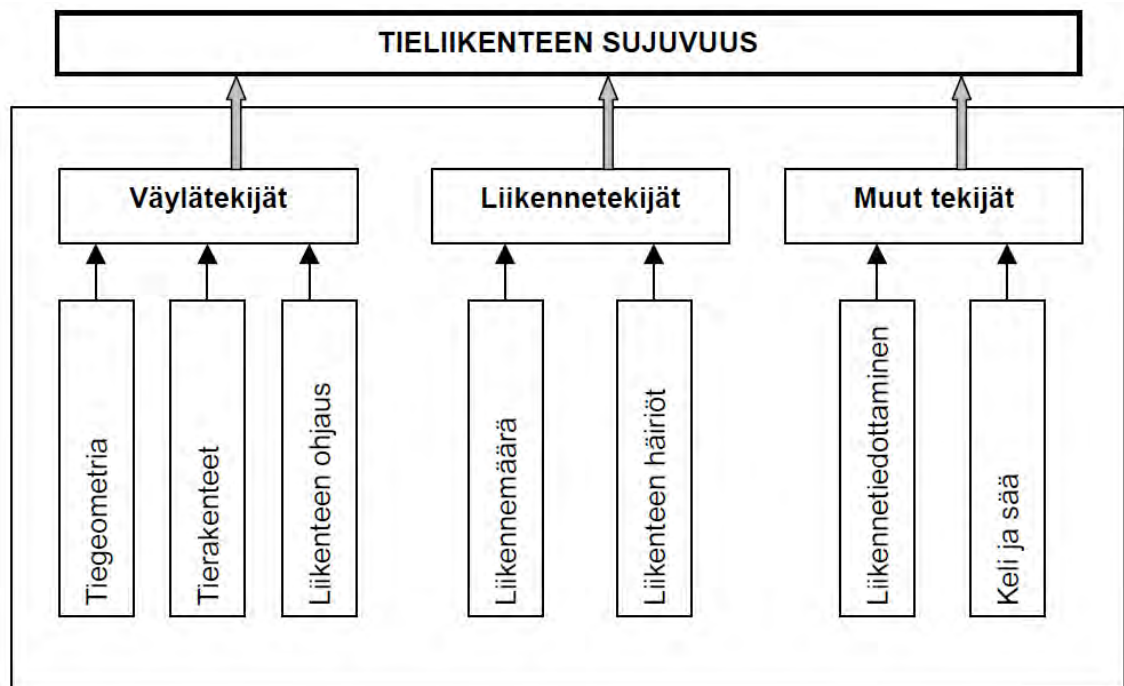 TIELIIKENTEEN SUJUVUUS
Väylätekijät
Liikennetekijät
Muut tekijät
Tiegeometria
Tierakenteet
Liikenteen ohjaus
Liikennemäärä
Liikenteen häiriöt
Liikennetiedottaminen
Keli ja sää